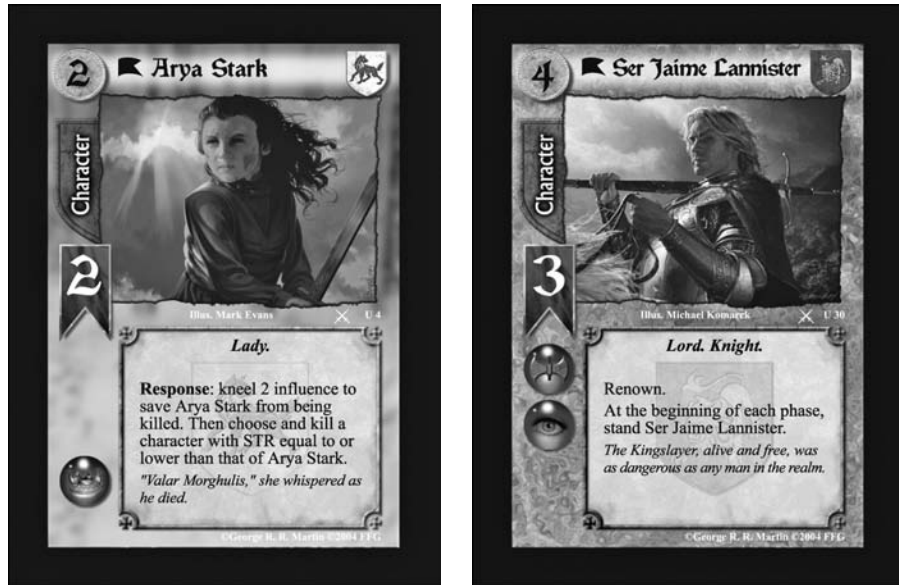 2
Arya Stark
Character
2
Illus. Mark Evans
U 4
Lady.
Response: kneel 2 influence to
save Arya Stark from being
killed. Then choose and kill a
character with STR equal to or
lower than that of Arya Stark.
"Valar Morghulis," she whispered as
he died.
©George R. R. Martin ©2004 FFG
4
Ser Jaime Lannister
Character
3
Illus. Michael Komarck
U 30
Lord. Knight.
Renown.
At the beginning of each phase,
stand Ser Jaime Lannister.
The Kingslayer, alive and free, was
as dangerous as any man in the realm.
©George R. R. Martin ©2004 FFG